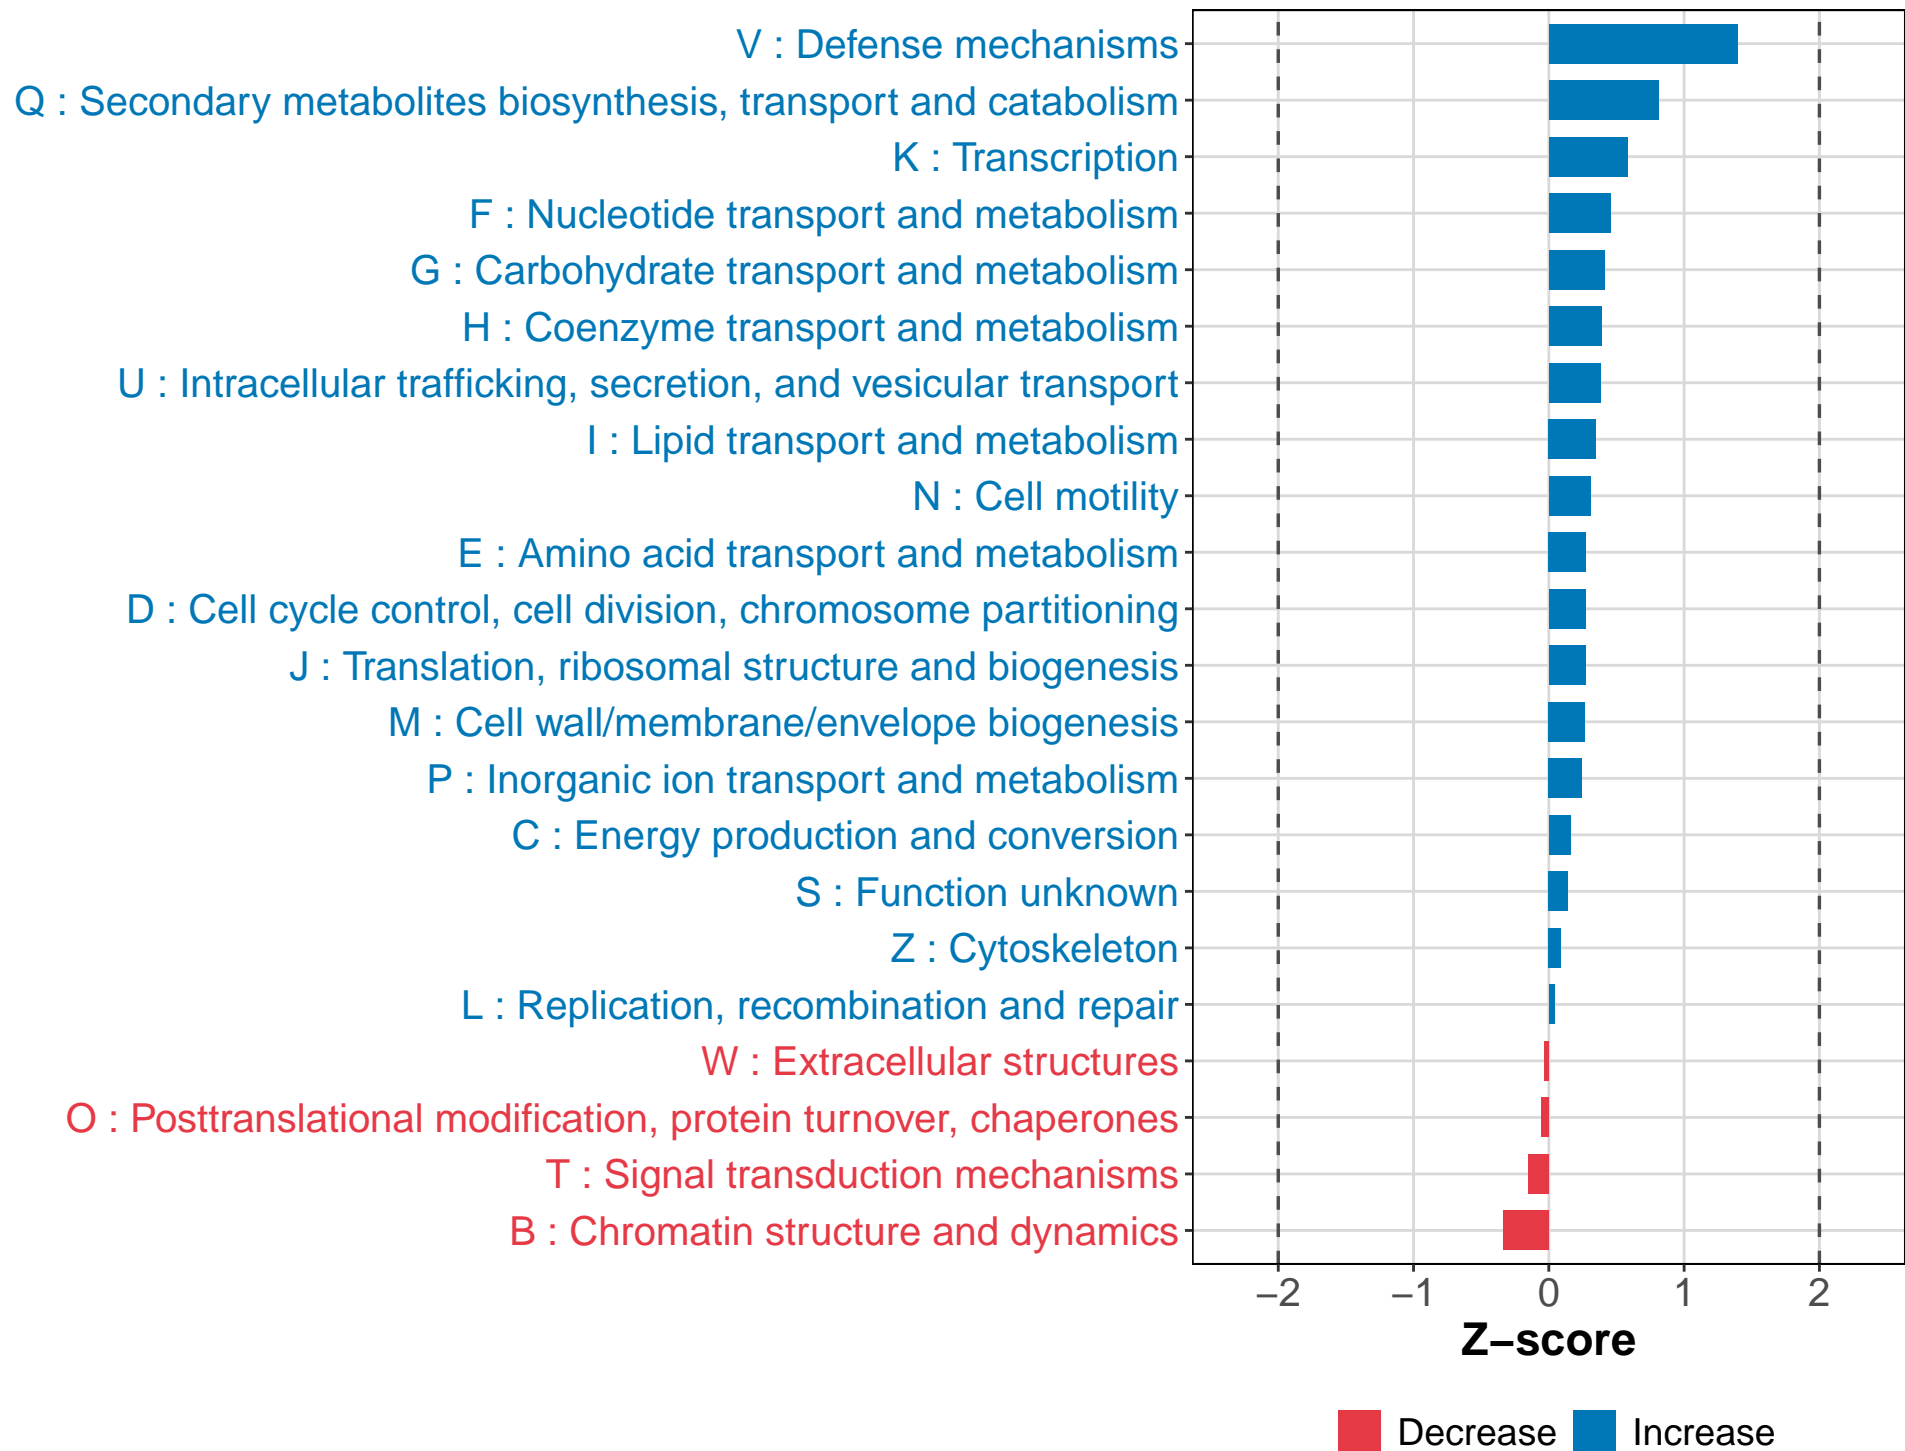 V : Defense mechanisms
Q : Secondary metabolites biosynthesis, transport and catabolism
K : Transcription
F : Nucleotide transport and metabolism
G : Carbohydrate transport and metabolism
H : Coenzyme transport and metabolism
U : Intracellular trafficking, secretion, and vesicular transport
I : Lipid transport and metabolism
N : Cell motility
E : Amino acid transport and metabolism
D : Cell cycle control, cell division, chromosome partitioning
J : Translation, ribosomal structure and biogenesis
M : Cell wall/membrane/envelope biogenesis
P : Inorganic ion transport and metabolism
C : Energy production and conversion
S : Function unknown
Z : Cytoskeleton
L : Replication, recombination and repair
W : Extracellular structures
O : Posttranslational modification, protein turnover, chaperones
T : Signal transduction mechanisms
B : Chromatin structure and dynamics
−2 −1 0 1 2
Z−score
Decrease Increase